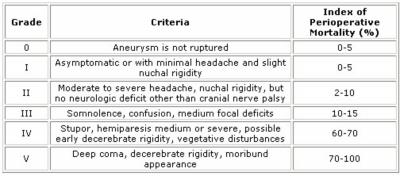 Grade Criteria Index of Perioperative Mortality (%)
0 Aneurysm is not ruptured 0-5
I Asymptomatic or with minimal headache and slight nuchal rigidity 0-5
II Moderate to severe headache, nuchal rigidity, but no neurologic deficit other than cranial nerve palsy 2-10
III Somnolence, confusion, medium focal deficits 10-15
IV Stupor, hemiparesis medium or severe, possible early decerebrate rigidity, vegetative disturbances 60-70
V Deep coma, decerebrate rigidity, moribund appearance 70-100